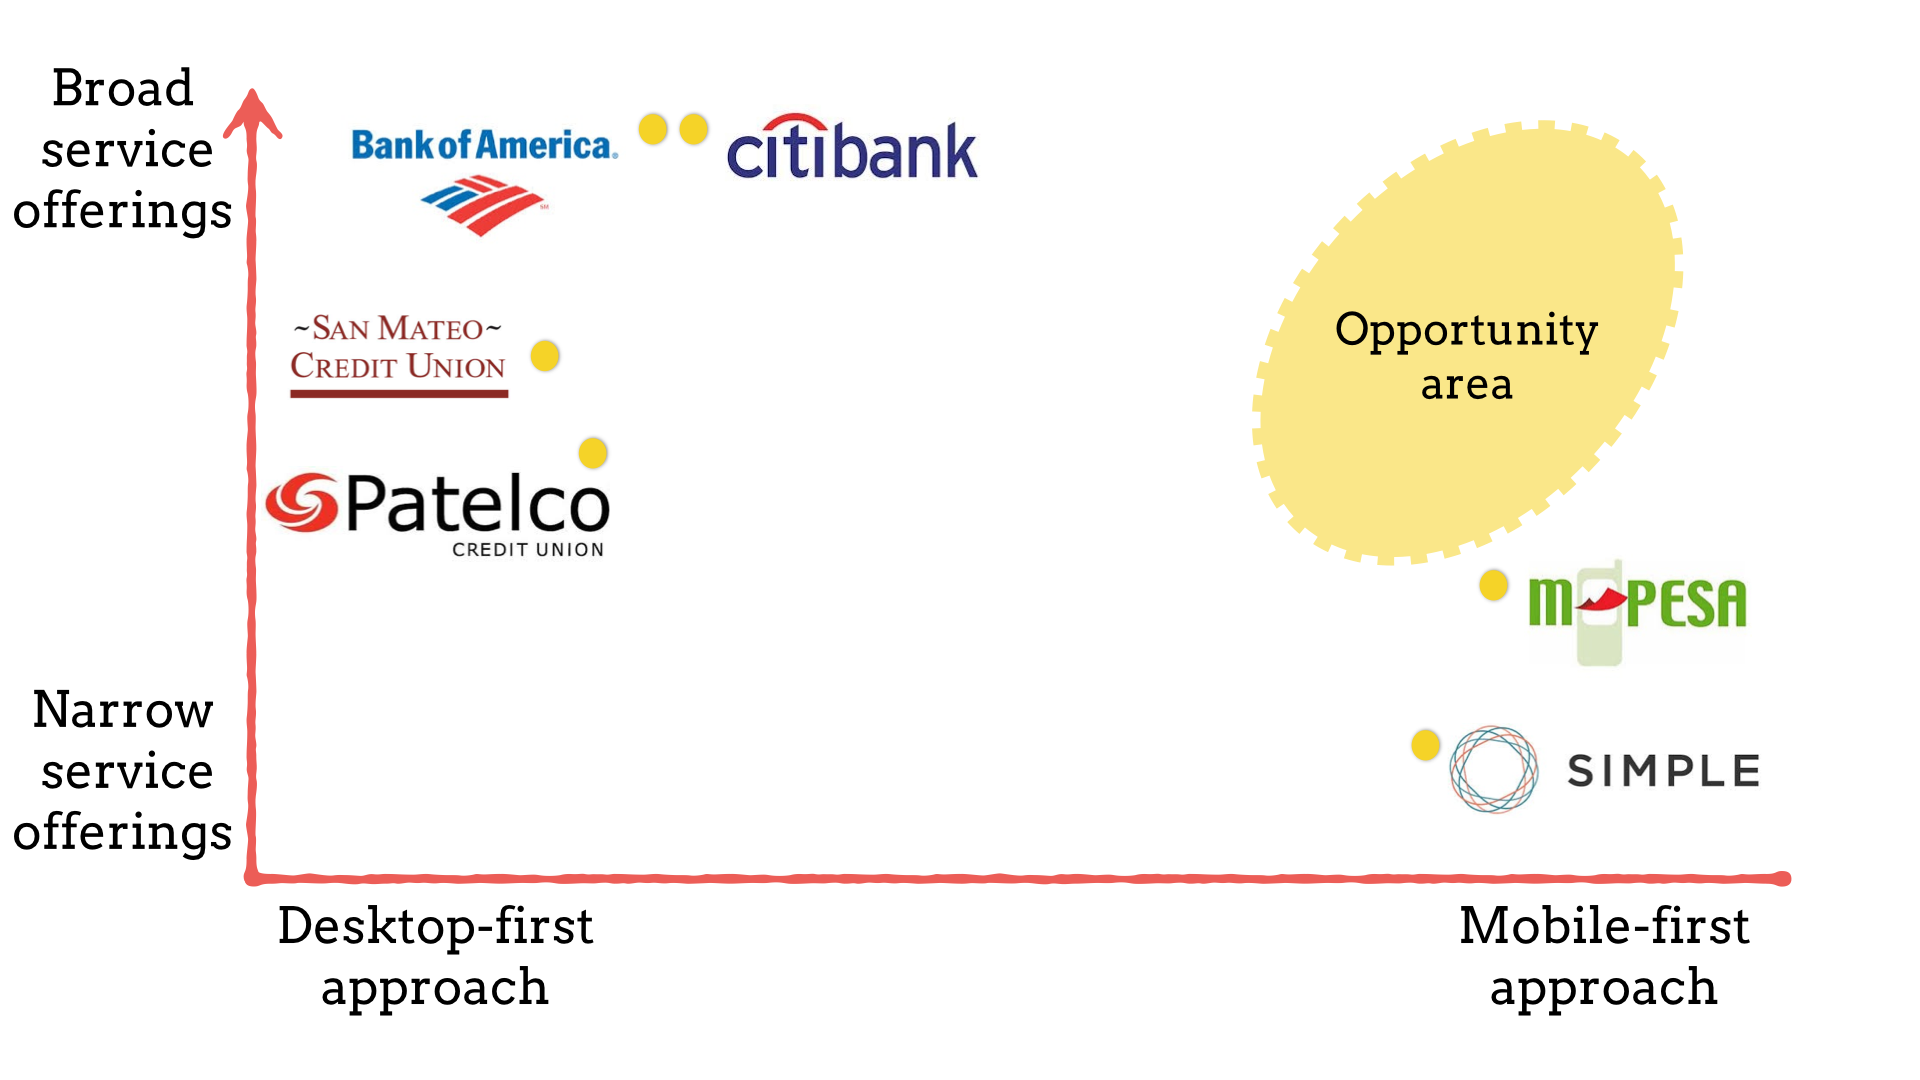 Broad
service
offerings
Bank of America.
citibank
~SAN MATEO~
CREDIT UNION
Patelco
CREDIT UNION
Opportunity
area
M PESA
SIMPLE
Narrow
service
offerings
Desktop-first
approach
Mobile-first
approach